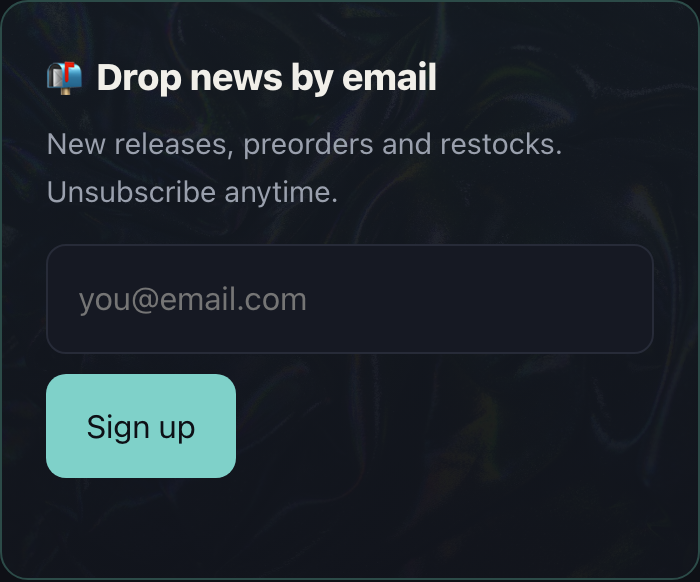 Drop news by email
New releases, preorders and restocks.
Unsubscribe anytime.
you@email.com
Sign up